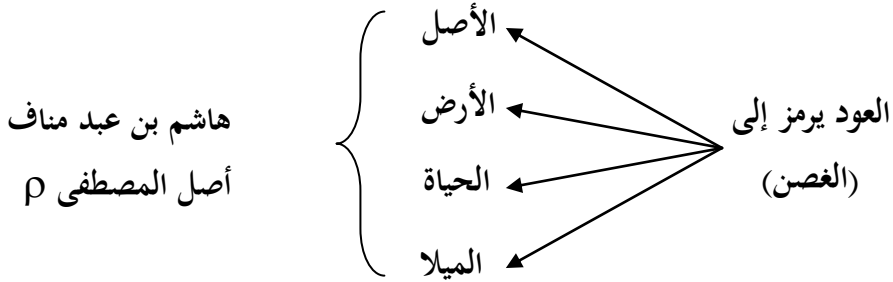 العود يرمز إلى
(الغصن)
الأصل
الأرض
الحياة
الميلا
هاشم بن عبد مناف
أصل المصطفى ρ